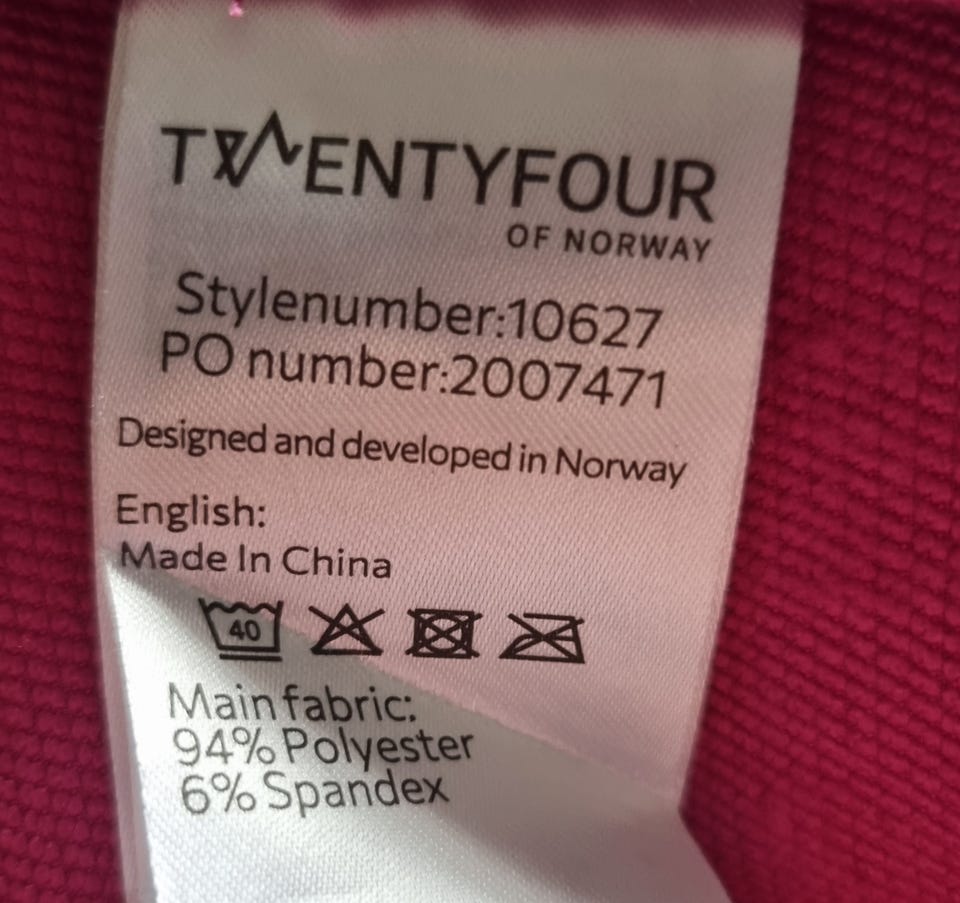 TWENTYFOUR
OF NORWAY
Stylenumber:10627
PO number:2007471
Designed and developed in Norway
English:
Made In China
40
Main fabric:
94% Polyester
6% Spandex